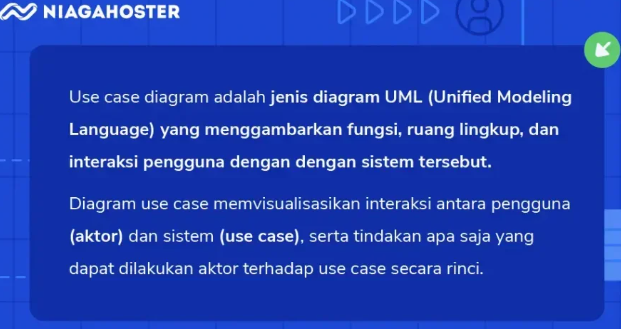 NIAGAHOSTER
Use case diagram adalah jenis diagram UML (Unified Modeling
Language) yang menggambarkan fungsi, ruang lingkup, dan
interaksi pengguna dengan dengan sistem tersebut.
Diagram use case memvisualisasikan interaksi antara pengguna
(aktor) dan sistem (use case), serta tindakan apa saja yang
dapat dilakukan aktor terhadap use case secara rinci.